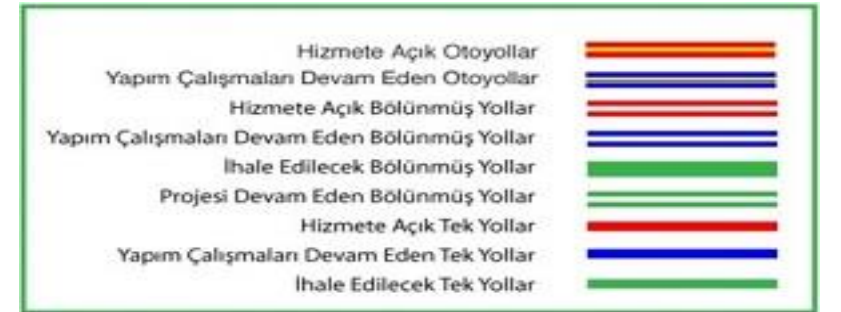 Hizmete Açık Otoyollar
Yapım Çalışmaları Devam Eden Otoyollar
Hizmete Açık Bölünmüş Yollar
Yapım Çalışmaları Devam Eden Bölünmüş Yollar
İhale Edilecek Bölünmüş Yollar
Projesi Devam Eden Bölünmüş Yollar
Hizmete Açık Tek Yollar
Yapım Çalışmaları Devam Eden Tek Yollar
İhale Edilecek Tek Yollar